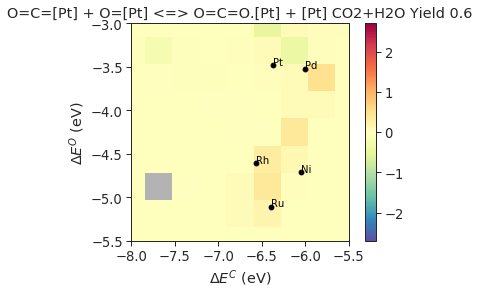 O=C=[Pt] + O=[Pt] <=> O=C=O.[Pt] + [Pt] CO2+H2O Yield 0.6
−3.0
−3.5
−4.0
−4.5
−5.0
−5.5
ΔE^O (eV)
Pt
Pd
Rh
Ni
Ru
−8.0 −7.5 −7.0 −6.5 −6.0 −5.5
ΔE^C (eV)
2
1
0
−1
−2